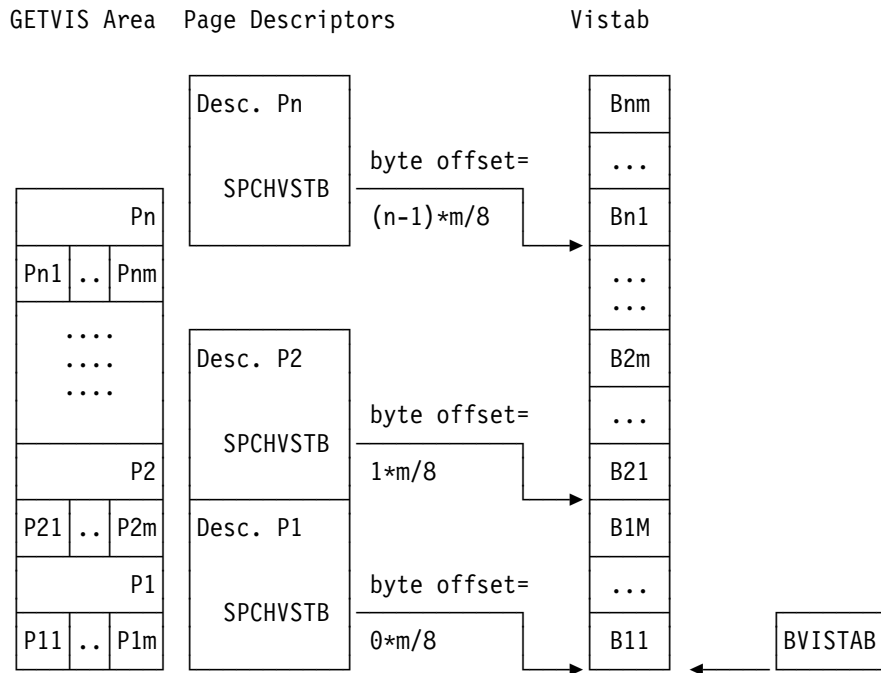 GETVIS Area Page Descriptors Vistab
Desc. Pn Bnm
byte offset= ...
SPCHVSTB
Pn (n-1)*m/8 Bn1
Pn1 .. Pnm ...
...
....
....
....
Desc. P2 B2m
byte offset= ...
SPCHVSTB
P2 1*m/8 B21
P21 .. P2m Desc. P1 B1M
P1 byte offset= ...
SPCHVSTB
P11 .. P1m 0*m/8 B11 BVISTAB